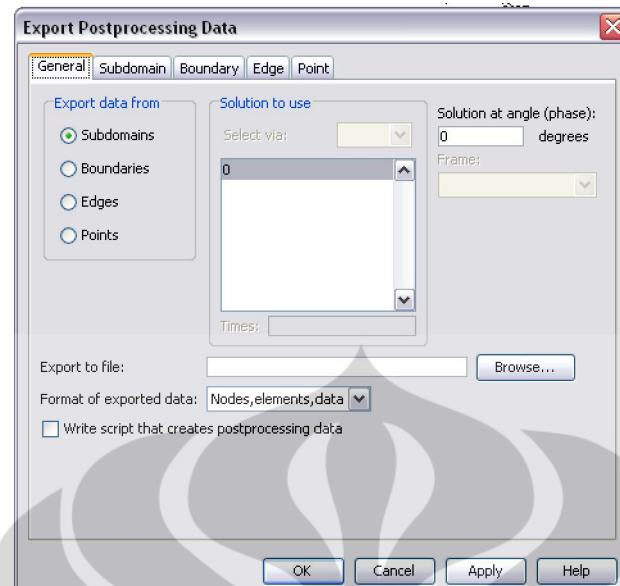 Export Postprocessing Data
General Subdomain Boundary Edge Point
Export data from
Subdomains
Boundaries
Edges
Points
Solution to use
Select via:
0
Times:
Solution at angle (phase):
0 degrees
Frame:
Export to file:
Browse...
Format of exported data: Nodes,elements,data
Write script that creates postprocessing data
OK Cancel Apply Help